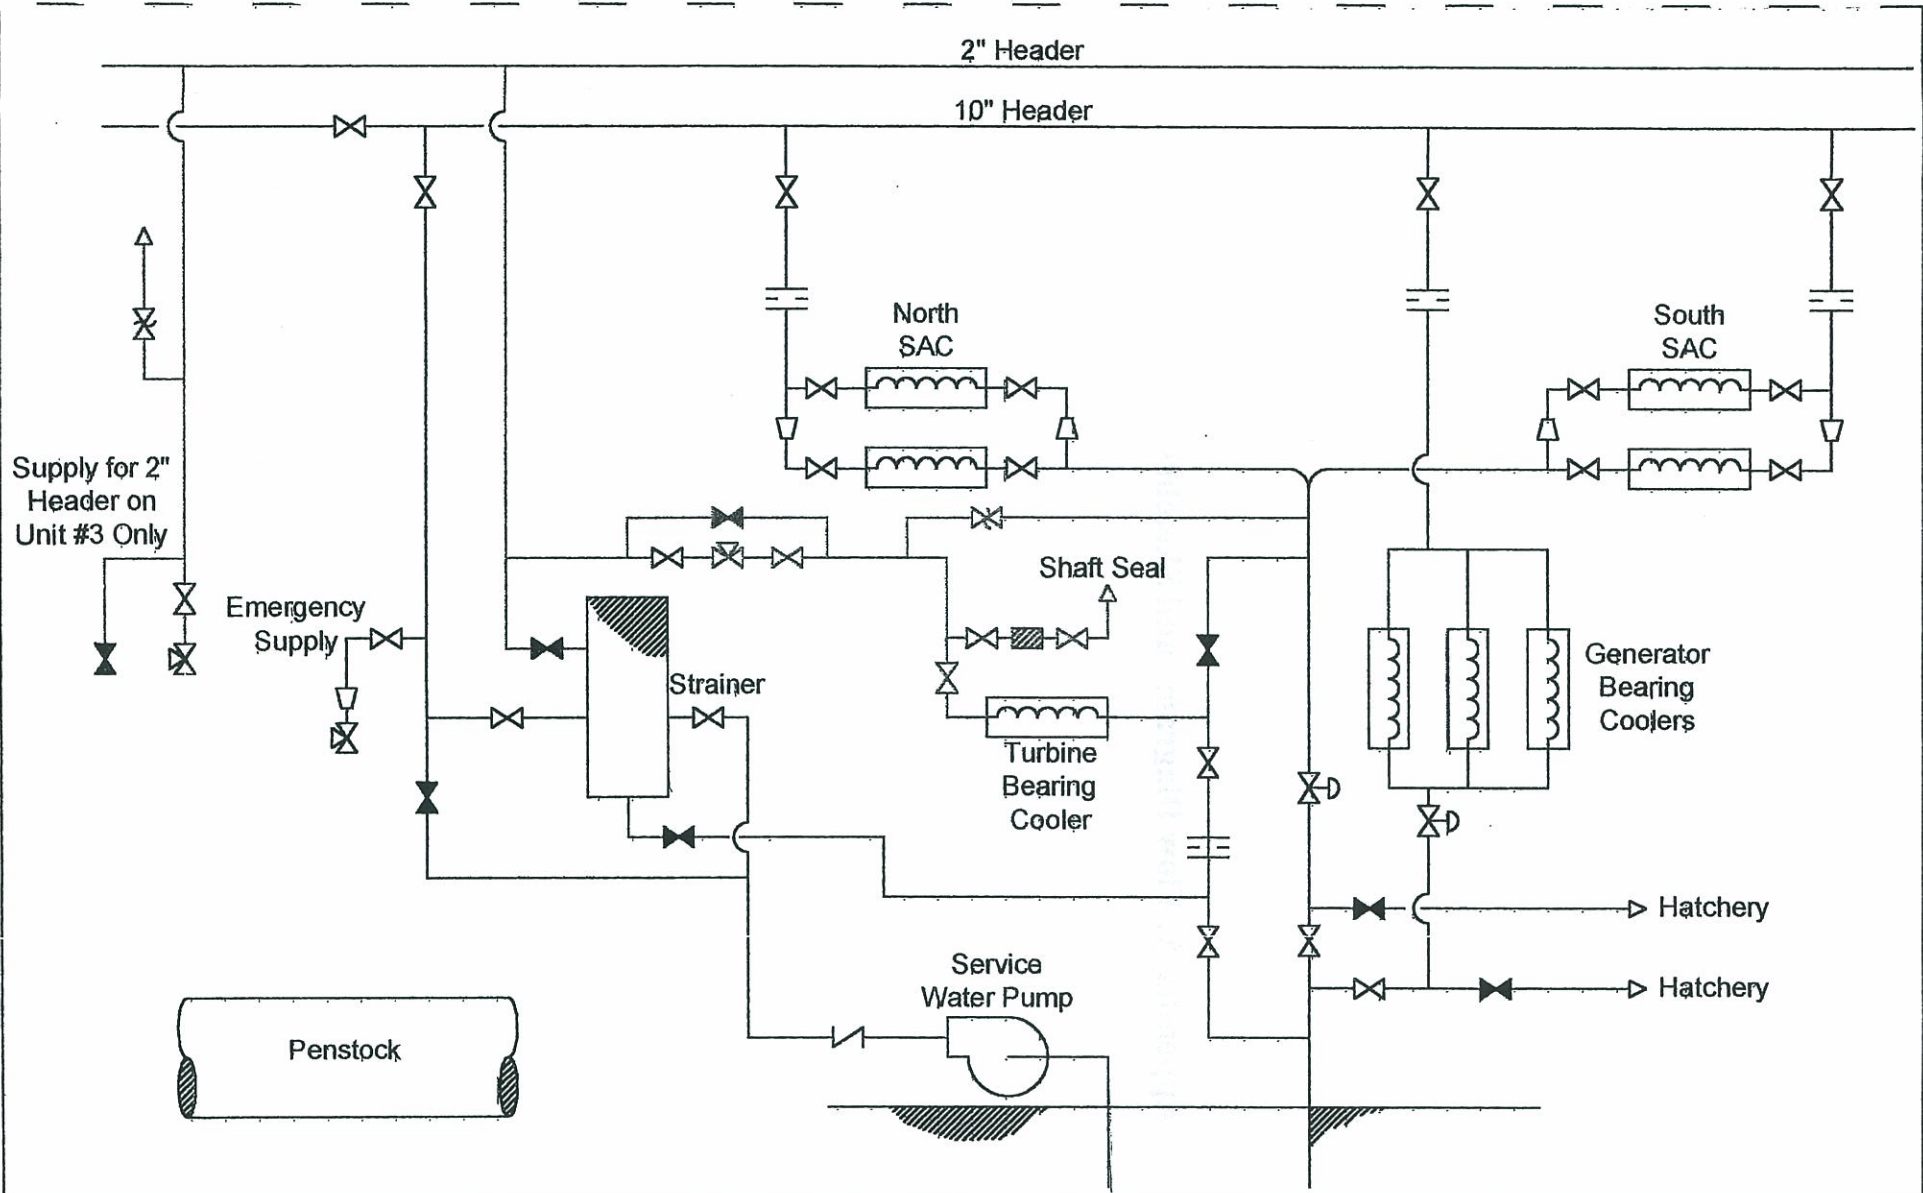 2" Header
10" Header
North
SAC
South
SAC
Supply for 2"
Header on
Unit #3 Only
Shaft Seal
Emergency
Supply
Strainer
Generator
Bearing
Coolers
Turbine
Bearing
Cooler
Hatchery
Service
Water Pump
Hatchery
Penstock